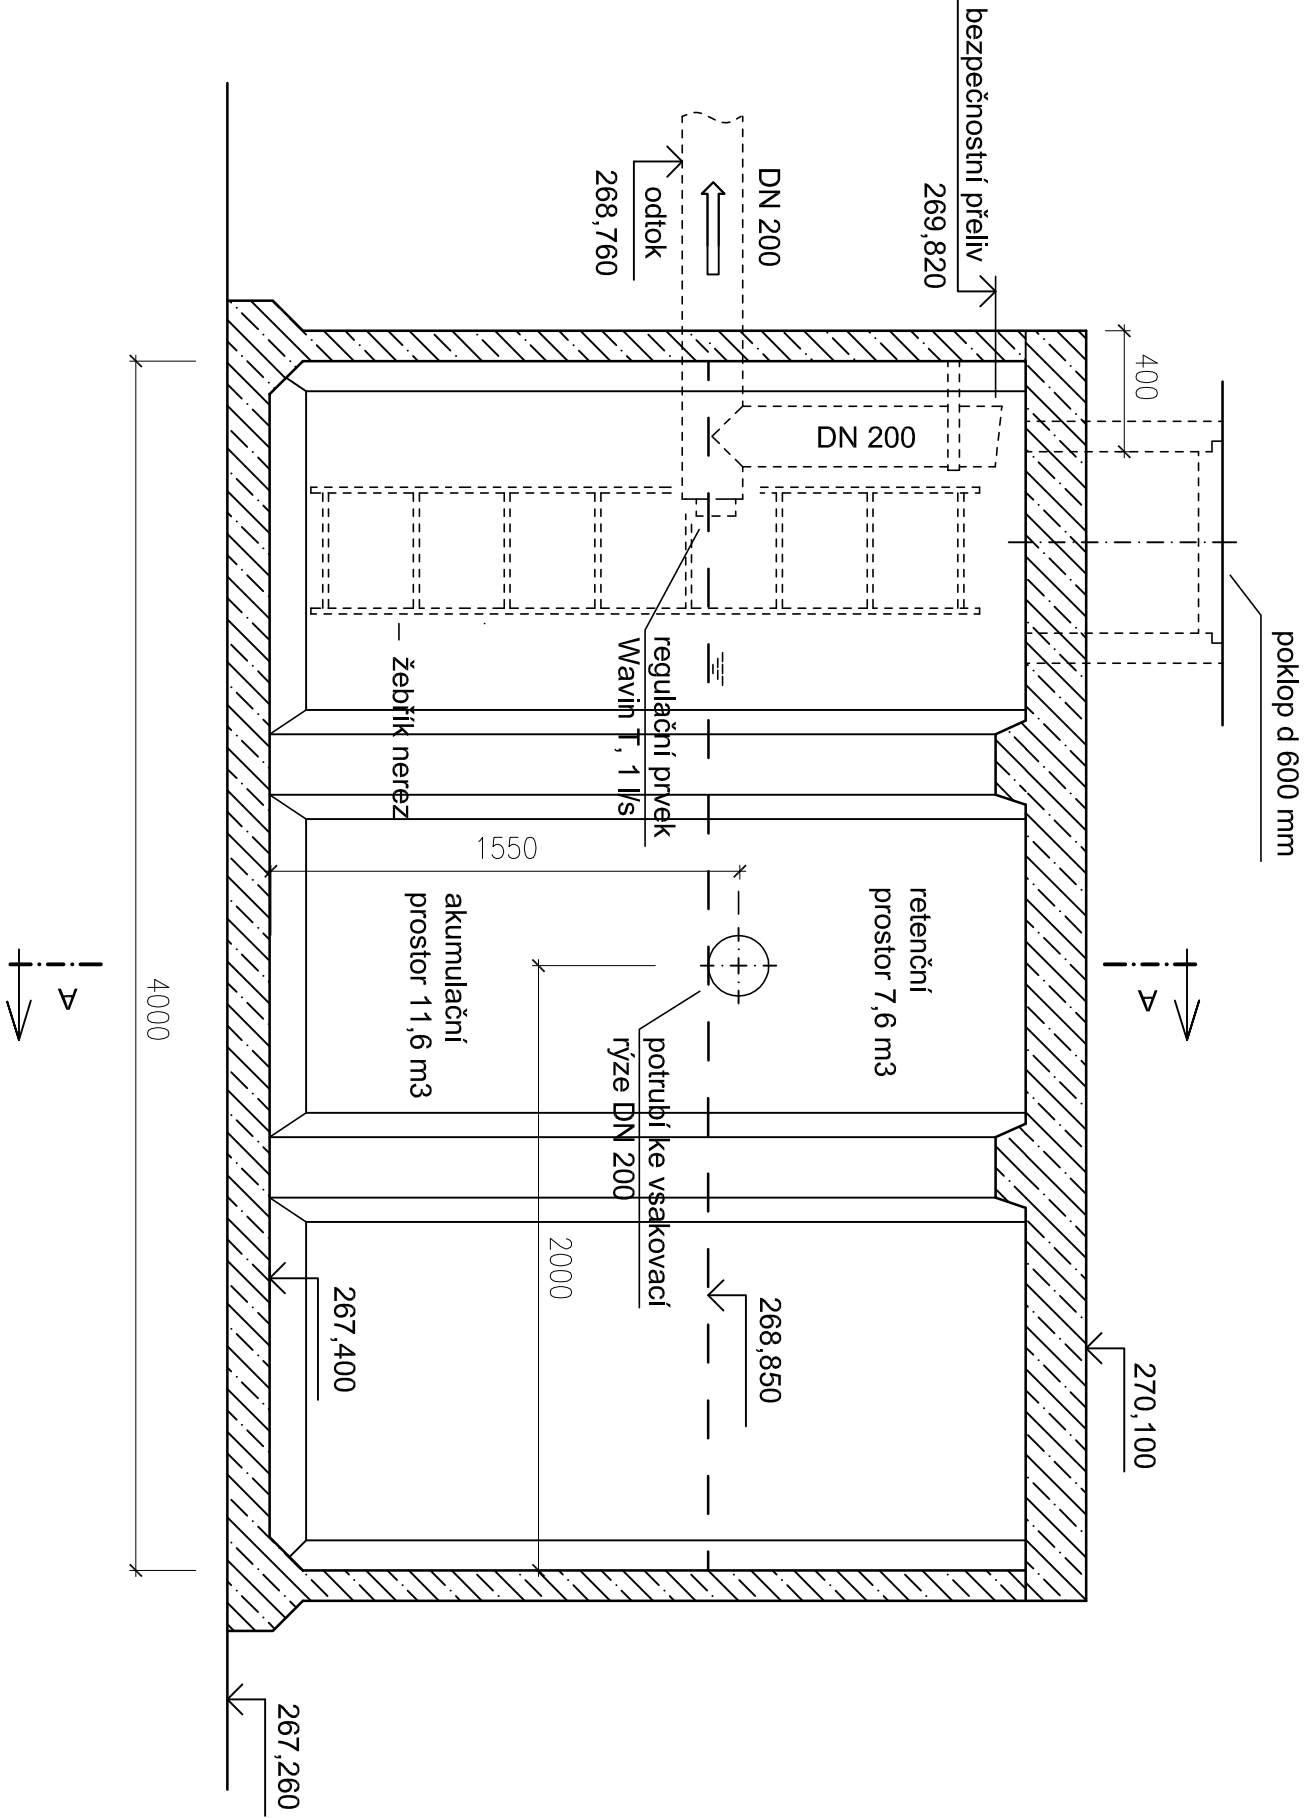 poklop d 600 mm
400
270,100
bezpečnostní přeliv
269,820
DN 200
retenční
prostor 7,6 m3
DN 200
268,850
odtok
268,760
regulační prvek
Wavin T, 1 l/s
1550
potrubí ke vsakovací
rýze DN 200
2000
akumulační
prostor 11,6 m3
žebřík nerez
267,400
267,260
4000
A
A